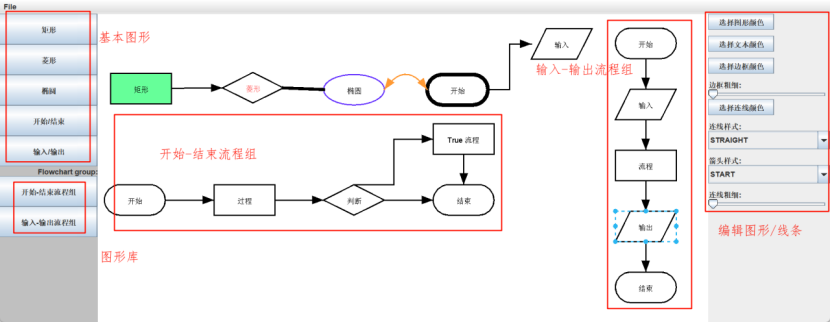 File
矩形
菱形
椭圆
开始/结束
输入/输出
Flowchart group:
开始-结束流程组
输入-输出流程组
基本图形
矩形
菱形
椭圆
开始
输入
输入-输出流程组
开始-结束流程组
开始
过程
判断
True 流程
结束
图形库
开始
输入
流程
输出
结束
选择图形颜色
选择文本颜色
选择边框颜色
边框粗细:
选择连线颜色
连线样式:
STRAIGHT
箭头样式:
START
连线粗细:
编辑图形/线条